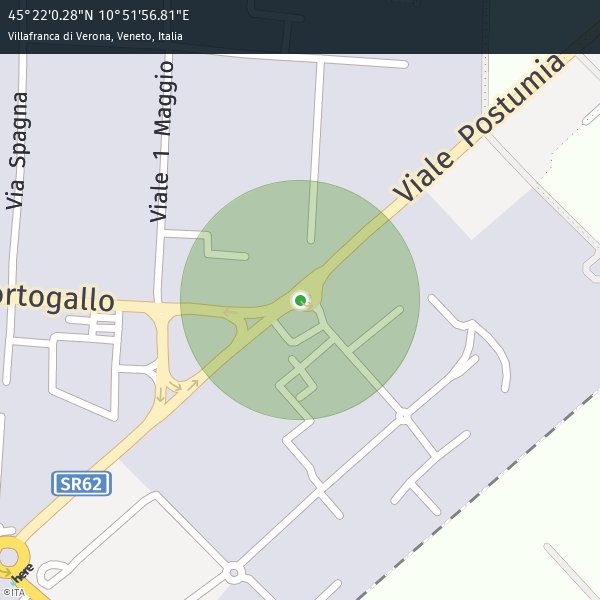 45°22'0.28"N 10°51'56.81"E
Villafranca di Verona, Veneto, Italia
Via Spagna
Viale 1 Maggio
Viale Postumia
ortogallo
SR62
here
©ITA